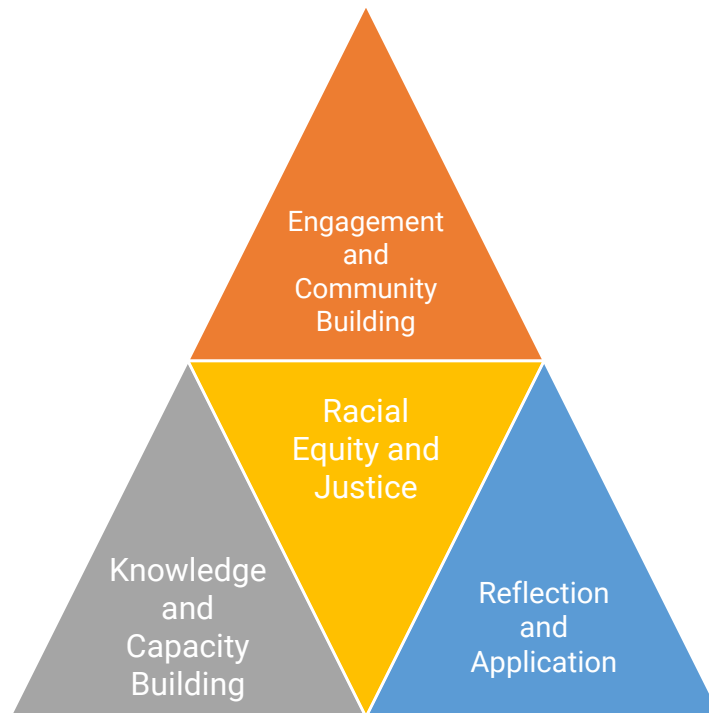 Engagement
and
Community
Building
Racial
Equity and
Justice
Knowledge
and
Capacity
Building
Reflection
and
Application